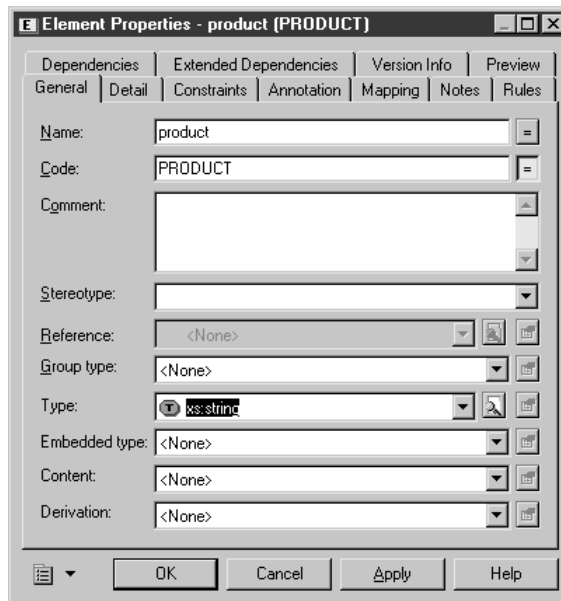 E Element Properties - product (PRODUCT)
Dependencies Extended Dependencies Version Info Preview
General Detail Constraints Annotation Mapping Notes Rules
Name: product =
Code: PRODUCT =
Comment:
Stereotype:
Reference: <None>
Group type: <None>
Type: T xs:string
Embedded type: <None>
Content: <None>
Derivation: <None>
OK Cancel Apply Help